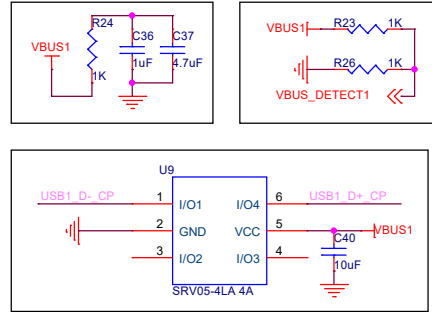 R24
C36
C37
VBUS1
1uF
4.7uF
1K
R23
1K
VBUS1
R26
1K
VBUS_DETECT1
U9
USB1_D-_CP
1
I/O1
I/O4
6
USB1_D+_CP
2
GND
VCC
5
VBUS1
C40
3
I/O2
I/O3
4
10uF
SRV05-4LA 4A